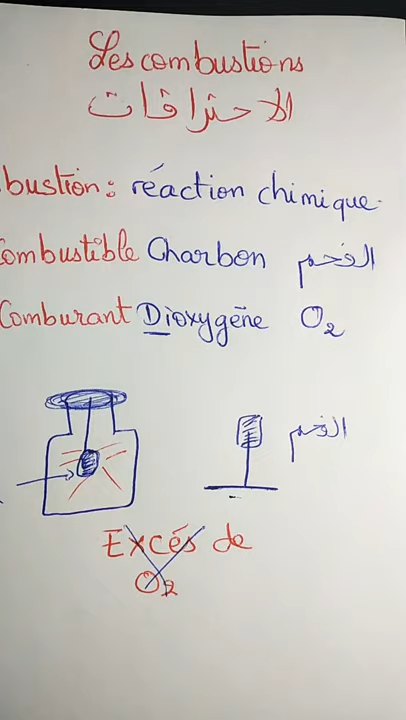 Les combustions
الاحتراقات
bustion: réaction chimique.
Combustible Charbon الفحم
Comburant Dioxygène O₂
الفحم
Excés de
O₂